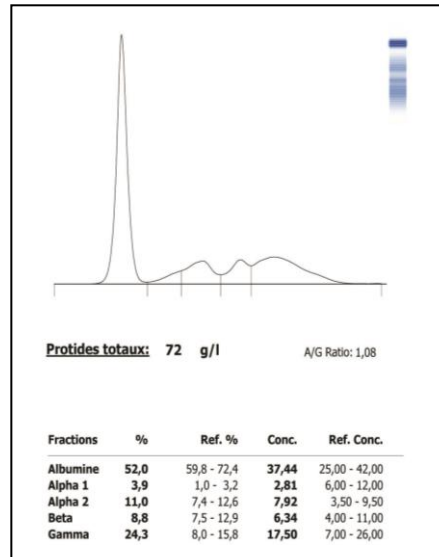 Protides totaux: 72 g/l A/G Ratio: 1,08
Fractions % Ref. % Conc. Ref. Conc.
Albumine 52,0 59,8 - 72,4 37,44 25,00 - 42,00
Alpha 1 3,9 1,0 - 3,2 2,81 6,00 - 12,00
Alpha 2 11,0 7,4 - 12,6 7,92 3,50 - 9,50
Beta 8,8 7,5 - 12,9 6,34 4,00 - 11,00
Gamma 24,3 8,0 - 15,8 17,50 7,00 - 26,00